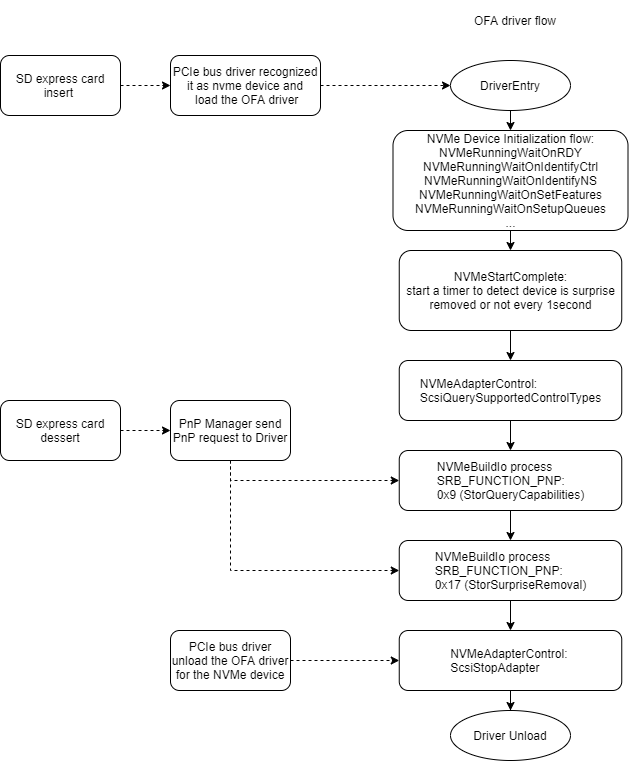 OFA driver flow
SD express card
insert
PCIe bus driver recognized
it as nvme device and
load the OFA driver
DriverEntry
NVMe Device Initialization flow:
NVMeRunningWaitOnRDY
NVMeRunningWaitOnIdentifyCtrl
NVMeRunningWaitOnIdentifyNS
NVMeRunningWaitOnSetFeatures
NVMeRunningWaitOnSetupQueues
...
NVMeStartComplete:
start a timer to detect device is surprise
removed or not every 1second
NVMeAdapterControl:
ScsiQuerySupportedControlTypes
SD express card
dessert
PnP Manager send
PnP request to Driver
NVMeBuildIo process
SRB_FUNCTION_PNP:
0x9 (StorQueryCapabilities)
NVMeBuildIo process
SRB_FUNCTION_PNP:
0x17 (StorSurpriseRemoval)
PCIe bus driver
unload the OFA driver
for the NVMe device
NVMeAdapterControl:
ScsiStopAdapter
Driver Unload